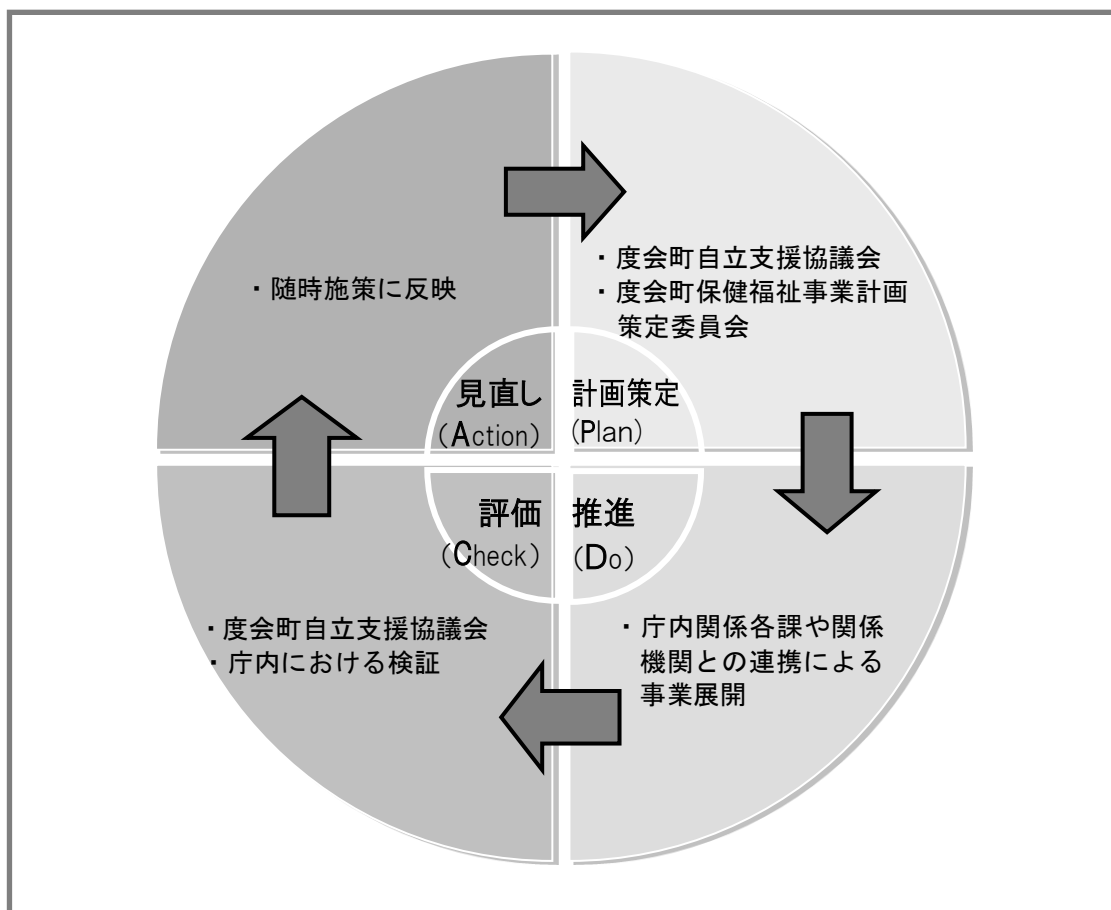 ・度会町自立支援協議会
・度会町保健福祉事業計画
策定委員会
計画策定
(Plan)
・庁内関係各課や関係
機関との連携による
事業展開
推進
(Do)
・度会町自立支援協議会
・庁内における検証
評価
(Check)
・随時施策に反映
見直し
(Action)